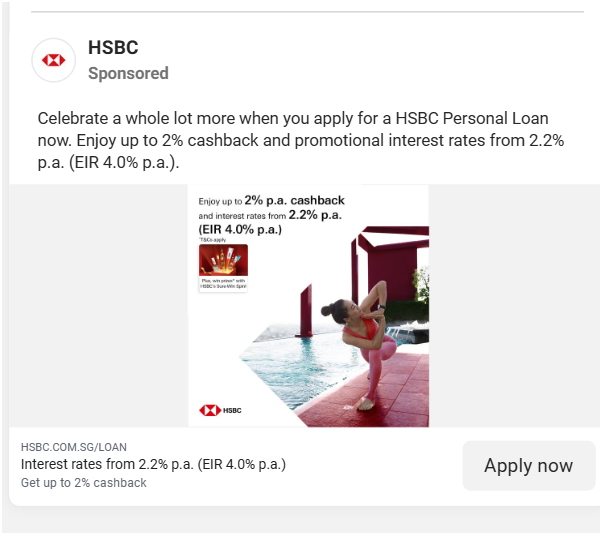 HSBC
Sponsored
Celebrate a whole lot more when you apply for a HSBC Personal Loan
now. Enjoy up to 2% cashback and promotional interest rates from 2.2%
p.a. (EIR 4.0% p.a.).
Enjoy up to 2% p.a. cashback
and interest rates from 2.2% p.a.
(EIR 4.0% p.a.)
*T&Cs apply
Plus, win prizes* with
HSBC's Sure-Win Spin!
HSBC
HSBC.COM.SG/LOAN
Interest rates from 2.2% p.a. (EIR 4.0% p.a.)
Get up to 2% cashback
Apply now